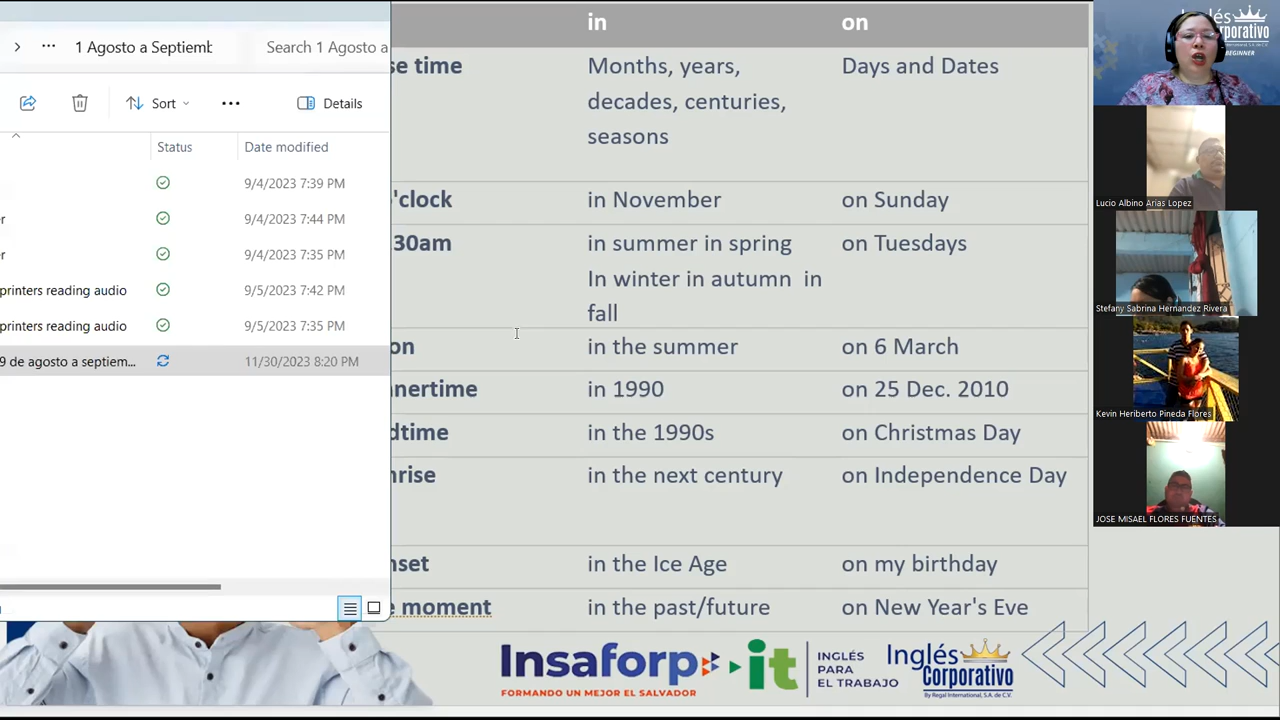 1 Agosto a Septiemb
Search 1 Agosto a
Sort
Details
Status
Date modified
9/4/2023 7:39 PM
er
9/4/2023 7:44 PM
er
9/4/2023 7:35 PM
printers reading audio
9/5/2023 7:42 PM
printers reading audio
9/5/2023 7:35 PM
9 de agosto a septiem...
11/30/2023 8:20 PM
in
on
se time
Months, years,
decades, centuries,
seasons
Days and Dates
o'clock
in November
on Sunday
30am
in summer in spring
In winter in autumn in
fall
on Tuesdays
on
in the summer
on 6 March
nnertime
in 1990
on 25 Dec. 2010
dtime
in the 1990s
on Christmas Day
nrise
in the next century
on Independence Day
nset
in the Ice Age
on my birthday
e moment
in the past/future
on New Year's Eve
Insaforp
FORMANDO UN MEJOR EL SALVADOR
it
INGLÉS
PARA
EL TRABAJO
Inglés
Corporativo
By Regal International, S.A. de C.V.
Inglés
Corporativo
BEGINNER
Lucio Albino Arias Lopez
Stefany Sabrina Hernandez Rivera
Kevin Heriberto Pineda Flores
JOSE MISAEL FLORES FUENTES